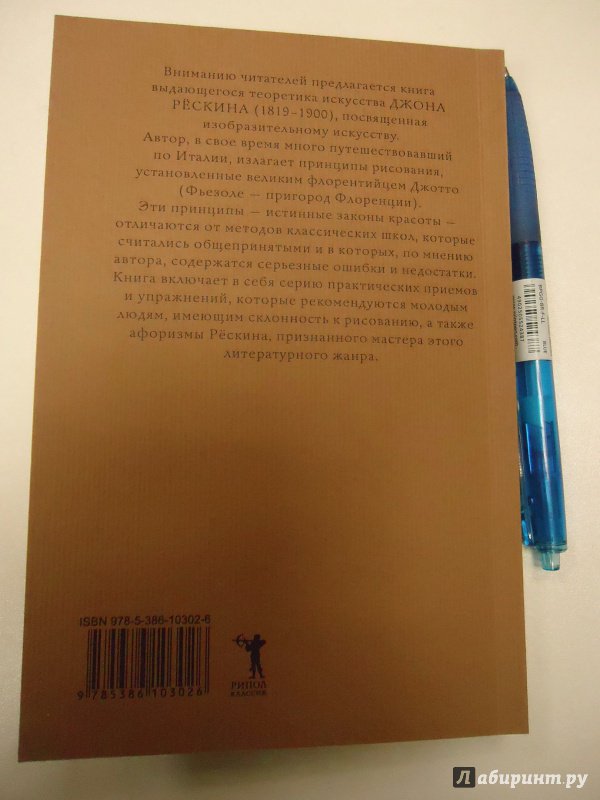 Вниманию читателей предлагается книга
выдающегося теоретика искусства ДЖОНА
РЁСКИНА (1819–1900), посвященная
изобразительному искусству.
Автор, в свое время много путешествовавший
по Италии, излагает принципы рисования,
установленные великим флорентийцем Джотто
(Фьезоле — пригород Флоренции).
Эти принципы — истинные законы красоты —
отличаются от методов классических школ, которые
считались общепринятыми и в которых, по мнению
автора, содержатся серьезные ошибки и недостатки.
Книга включает в себя серию практических приемов
и упражнений, которые рекомендуются молодым
людям, имеющим склонность к рисованию, а также
афоризмы Рёскина, признанного мастера этого
литературного жанра.
ISBN 978-5-386-10302-6
9 785386 103026
РИПОЛ
КЛАССИК
Лабиринт.ру